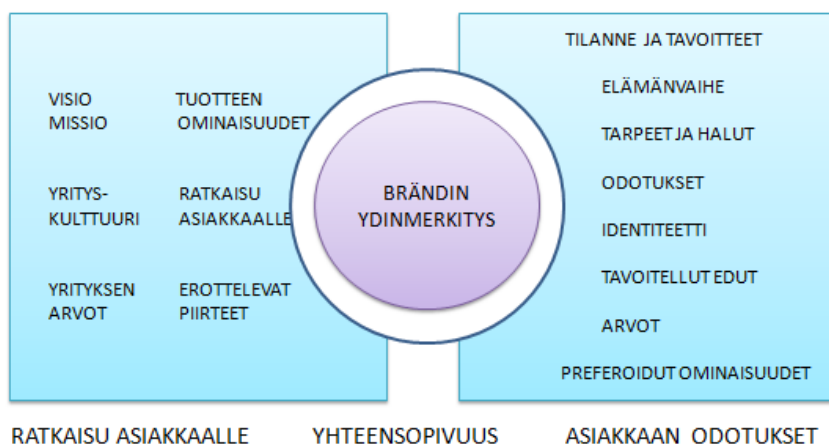 VISIO
MISSIO
TUOTTEEN
OMINAISUUDET
YRITYS-
KULTTUURI
RATKAISU
ASIAKKAALLE
YRITYKSEN
ARVOT
EROTTELEVAT
PIIRTEET
BRÄNDIN
YDINMERKITYS
TILANNE JA TAVOITTEET
ELÄMÄNVAIHE
TARPEET JA HALUT
ODOTUKSET
IDENTITEETTI
TAVOITELLUT EDUT
ARVOT
PREFEROIDUT OMINAISUUDET
RATKAISU ASIAKKAALLE
YHTEENSOPIVUUS
ASIAKKAAN ODOTUKSET